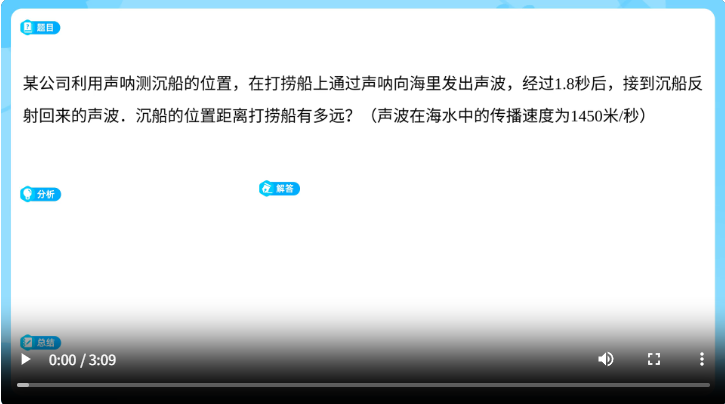 题目
某公司利用声呐测沉船的位置，在打捞船上通过声呐向海里发出声波，经过1.8秒后，接到沉船反
射回来的声波．沉船的位置距离打捞船有多远？（声波在海水中的传播速度为1450米/秒）
分析
解答
总结
0:00 / 3:09